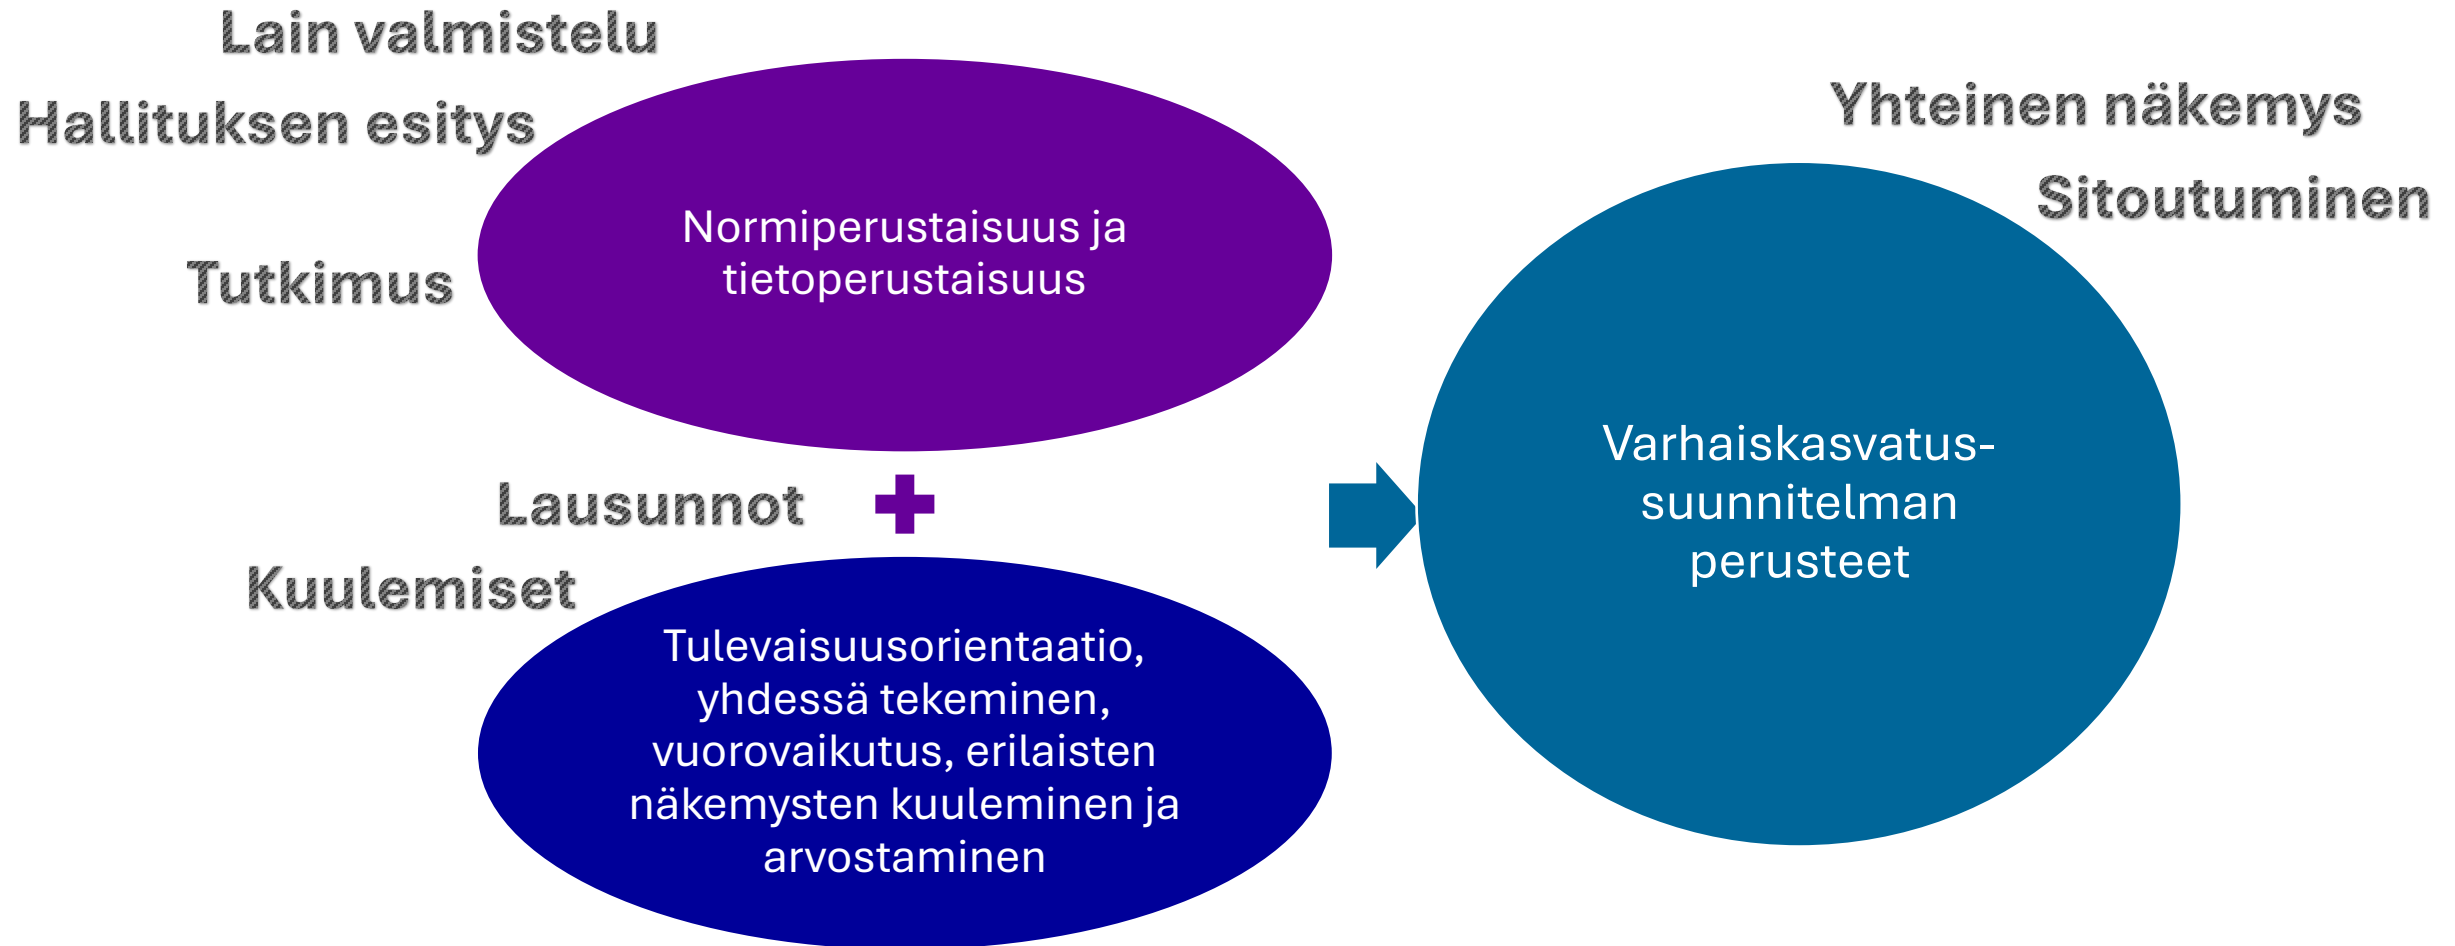 Lain valmistelu
Hallituksen esitys
Tutkimus
Normiperustaisuus ja
tietoperustaisuus
Lausunnot
Kuulemiset
Tulevaisuusorientaatio,
yhdessä tekeminen,
vuorovaikutus, erilaisten
näkemysten kuuleminen ja
arvostaminen
Yhteinen näkemys
Sitoutuminen
Varhaiskasvatus-
suunnitelman
perusteet